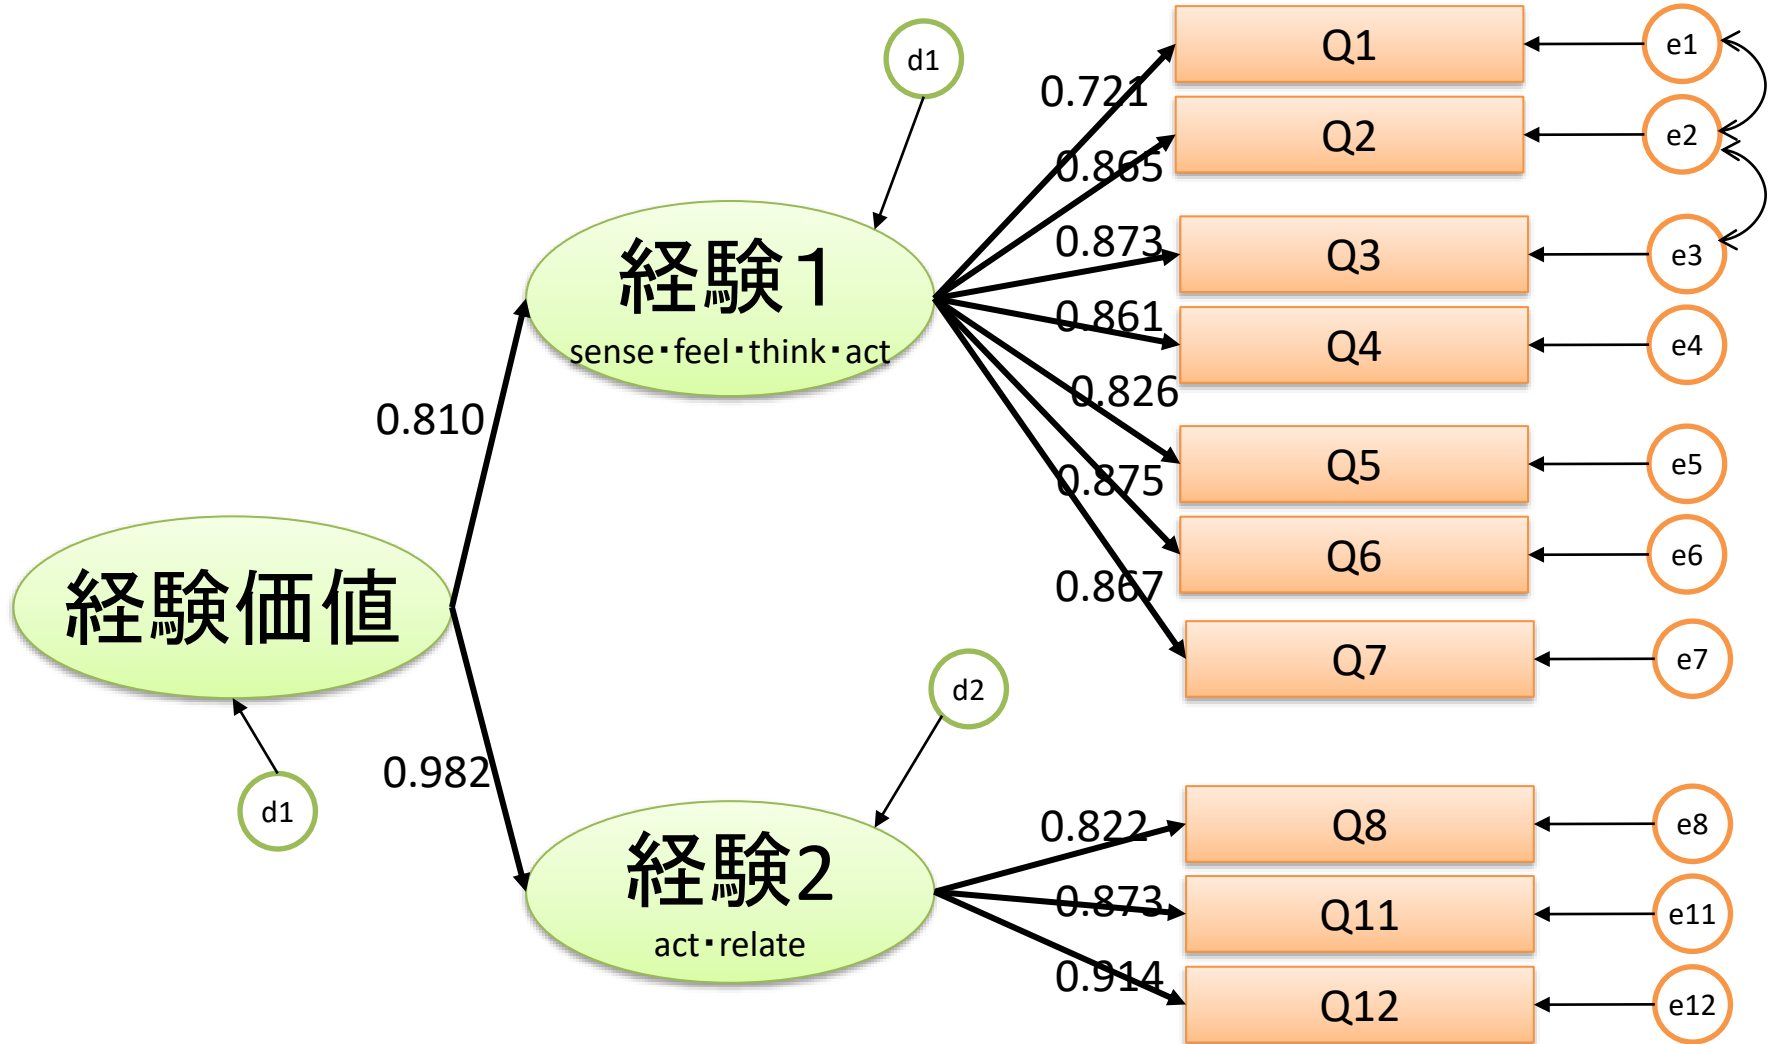 d1
Q1
e1
0.721
Q2
e2
0.865
経験1
sense・feel・think・act
0.873
Q3
e3
0.861
Q4
e4
0.826
0.810
Q5
e5
0.875
Q6
e6
0.867
経験価値
Q7
e7
d2
0.982
d1
経験2
act・relate
0.822
Q8
e8
0.873
Q11
e11
0.914
Q12
e12